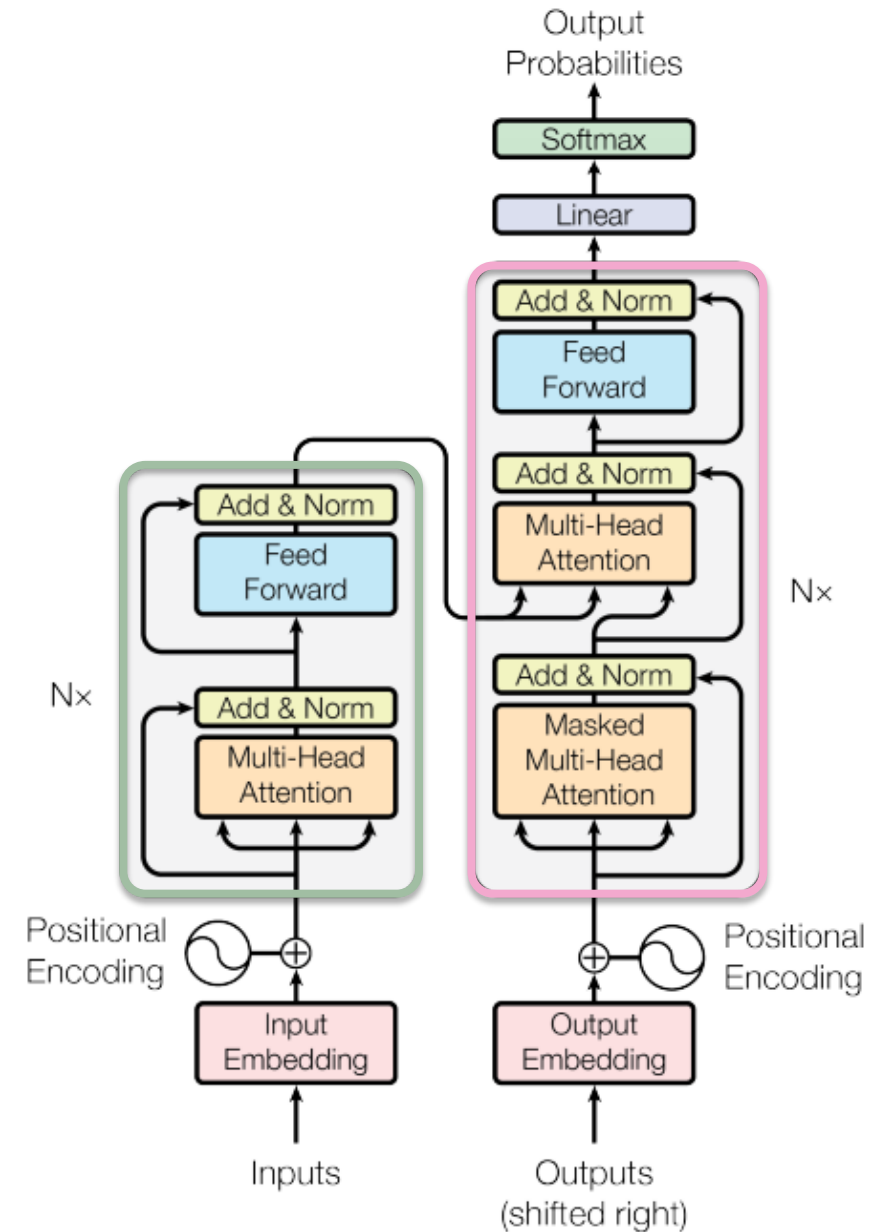 Output
Probabilities
Softmax
Linear
Add & Norm
Feed
Forward
Add & Norm
Multi-Head
Attention
Nx
Add & Norm
Masked
Multi-Head
Attention
Add & Norm
Feed
Forward
Nx
Add & Norm
Multi-Head
Attention
Positional
Encoding
Positional
Encoding
Input
Embedding
Output
Embedding
Inputs
Outputs
(shifted right)